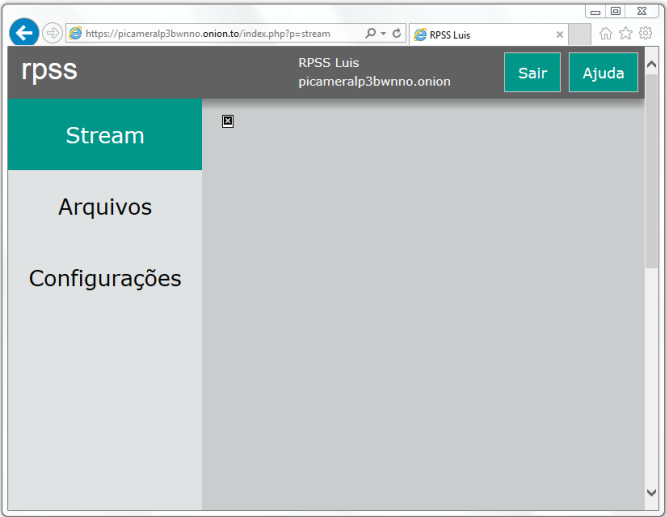 https://picameralp3bwnno.onion.to/index.php?p=stream
RPSS Luis
rpss
RPSS Luis
picameralp3bwnno.onion
Sair
Ajuda
Stream
Arquivos
Configurações